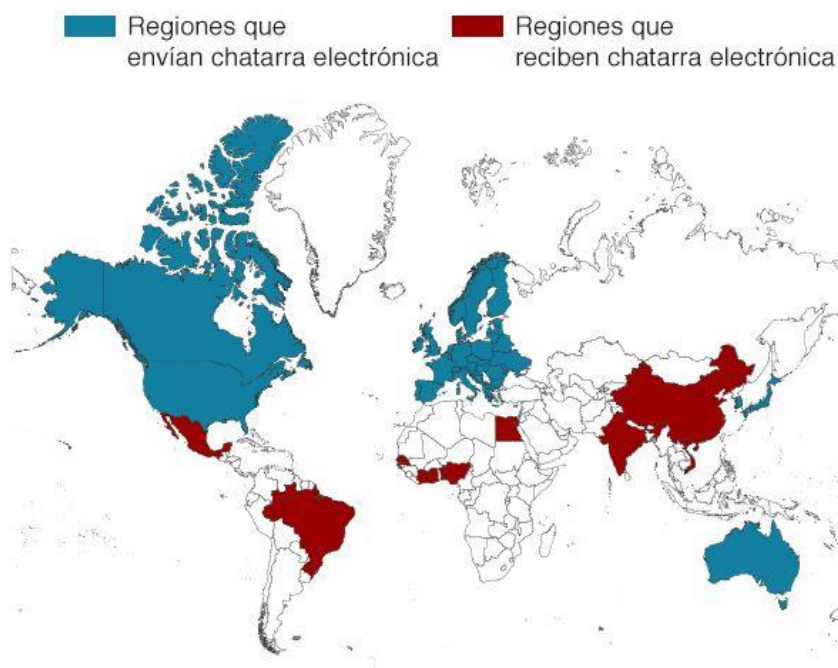 Regiones que
envían chatarra electrónica
Regiones que
reciben chatarra electrónica